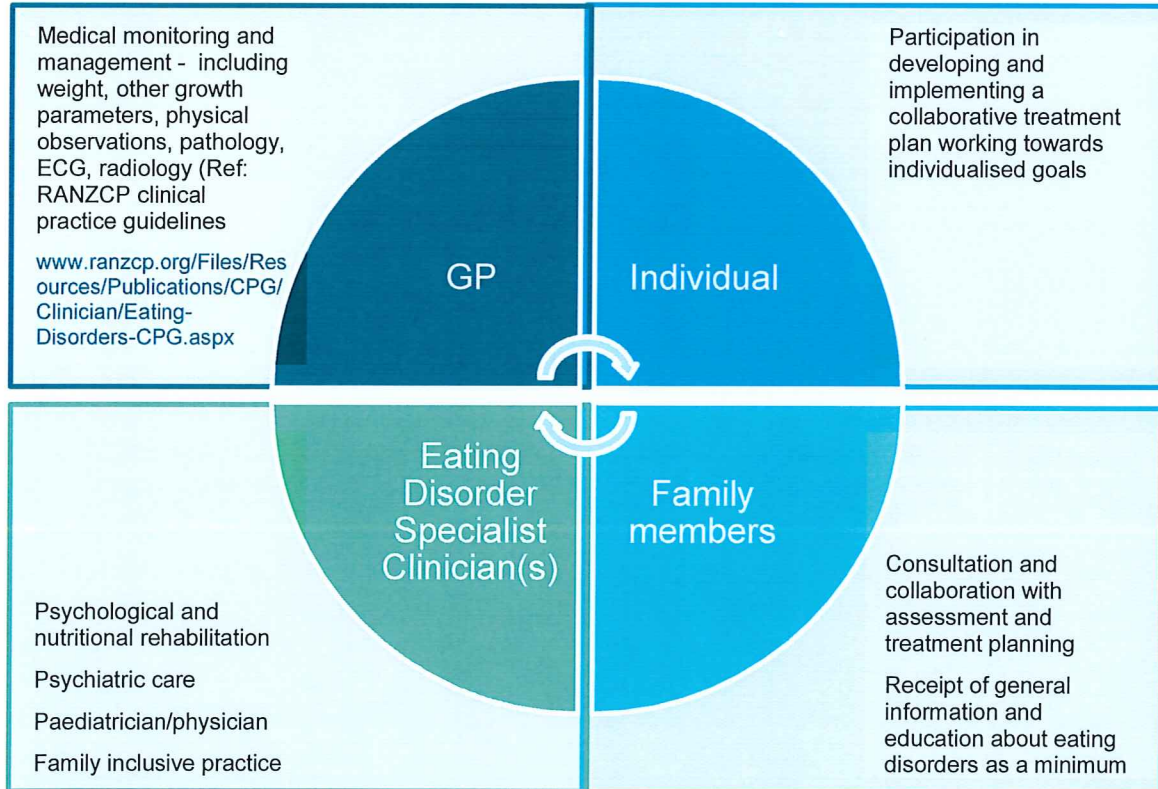 Medical monitoring and
management - including
weight, other growth
parameters, physical
observations, pathology,
ECG, radiology (Ref:
RANZCP clinical
practice guidelines
www.ranzcp.org/Files/Res
ources/Publications/CPG/
Clinician/Eating-
Disorders-CPG.aspx
GP
Individual
Participation in
developing and
implementing a
collaborative treatment
plan working towards
individualised goals
Eating
Disorder
Specialist
Clinician(s)
Family
members
Psychological and
nutritional rehabilitation
Psychiatric care
Paediatrician/physician
Family inclusive practice
Consultation and
collaboration with
assessment and
treatment planning
Receipt of general
information and
education about eating
disorders as a minimum